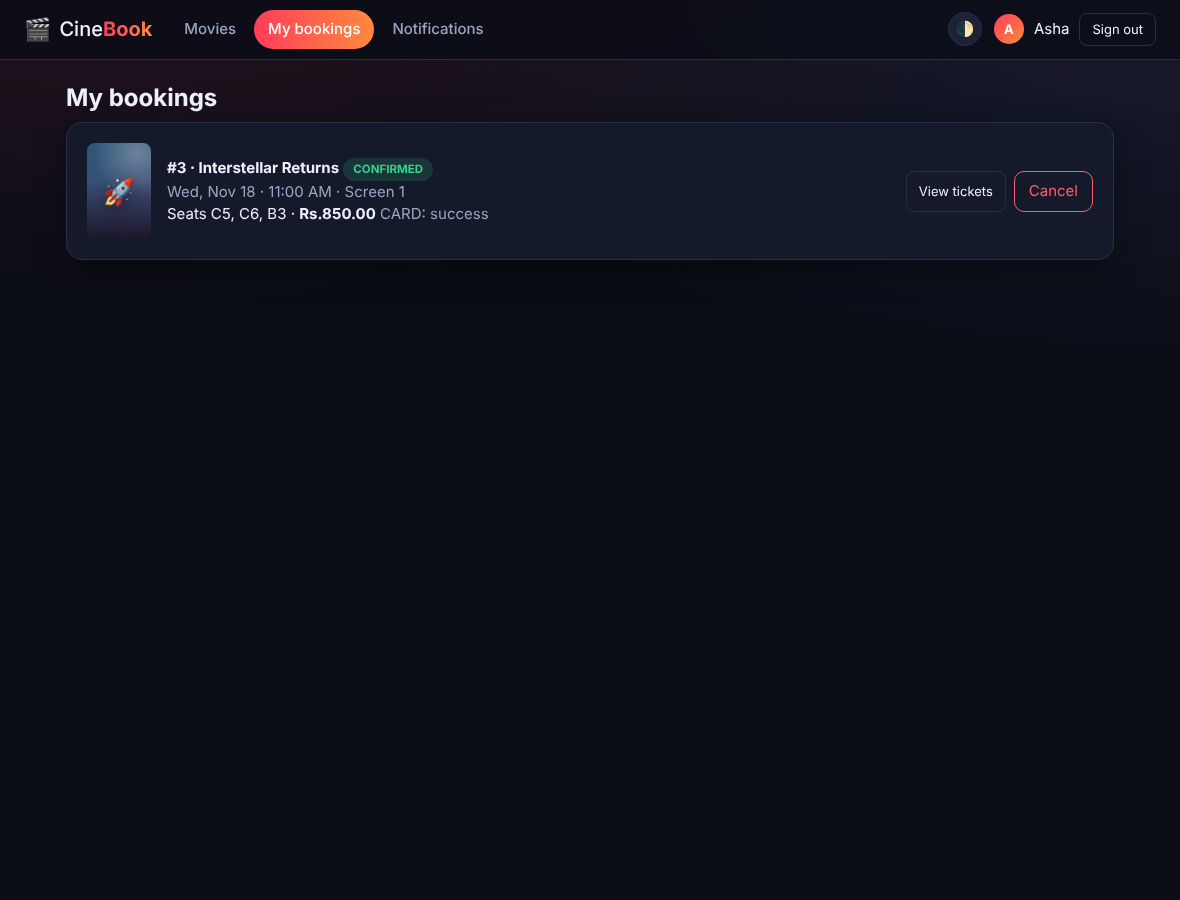 CineBook Movies My bookings Notifications A Asha Sign out
My bookings
#3 · Interstellar Returns CONFIRMED
Wed, Nov 18 · 11:00 AM · Screen 1
Seats C5, C6, B3 · Rs.850.00 CARD: success
View tickets Cancel